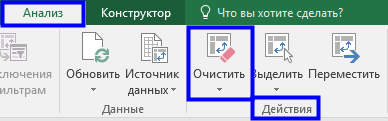 Анализ Конструктор Что вы хотите сделать?
Обновить Источник Очистить Выделить Переместить
данных
Данные Действия